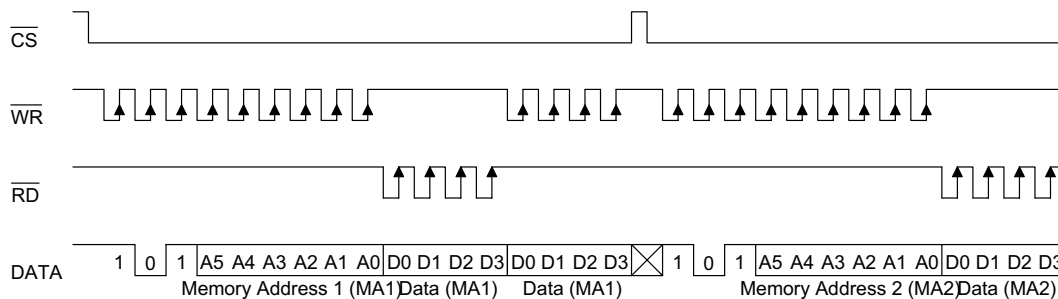 CS
WR
RD
DATA 1 0 1 A5 A4 A3 A2 A1 A0 D0 D1 D2 D3 D0 D1 D2 D3 1 0 1 A5 A4 A3 A2 A1 A0 D0 D1 D2 D3
Memory Address 1 (MA1) Data (MA1) Data (MA1) Memory Address 2 (MA2) Data (MA2)